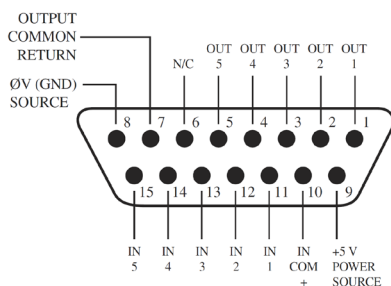 OUTPUT
COMMON
RETURN
ØV (GND)
SOURCE
N/C
OUT
5
OUT
4
OUT
3
OUT
2
OUT
1
8 7 6 5 4 3 2 1
15 14 13 12 11 10 9
IN
5
IN
4
IN
3
IN
2
IN
1
IN
COM
+
+5 V
POWER
SOURCE